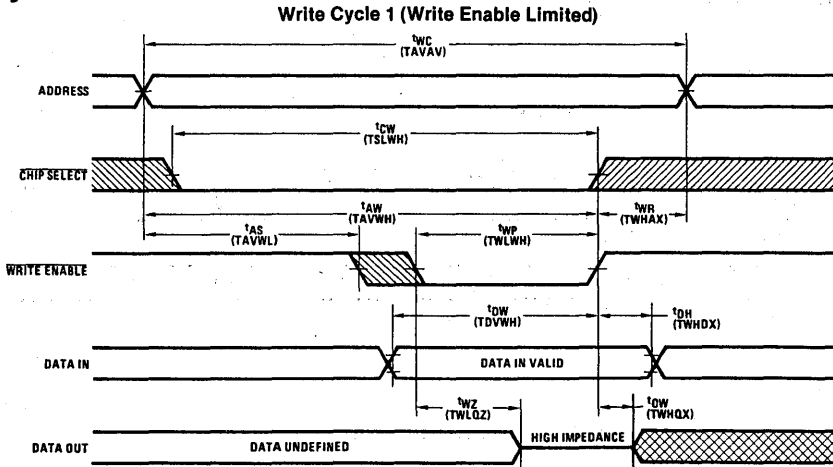 Write Cycle 1 (Write Enable Limited)
tWC
(TAVAV)
ADDRESS
tCW
(TSLWH)
CHIP SELECT
tAW
(TAVWH)
tWR
(TWHAX)
tAS
(TAVWL)
tWP
(TWLWH)
WRITE ENABLE
tDW
(TDVWH)
tDH
(TWHDX)
DATA IN
DATA IN VALID
tWZ
(TWLQZ)
tOW
(TWHQX)
DATA OUT
DATA UNDEFINED
HIGH IMPEDANCE